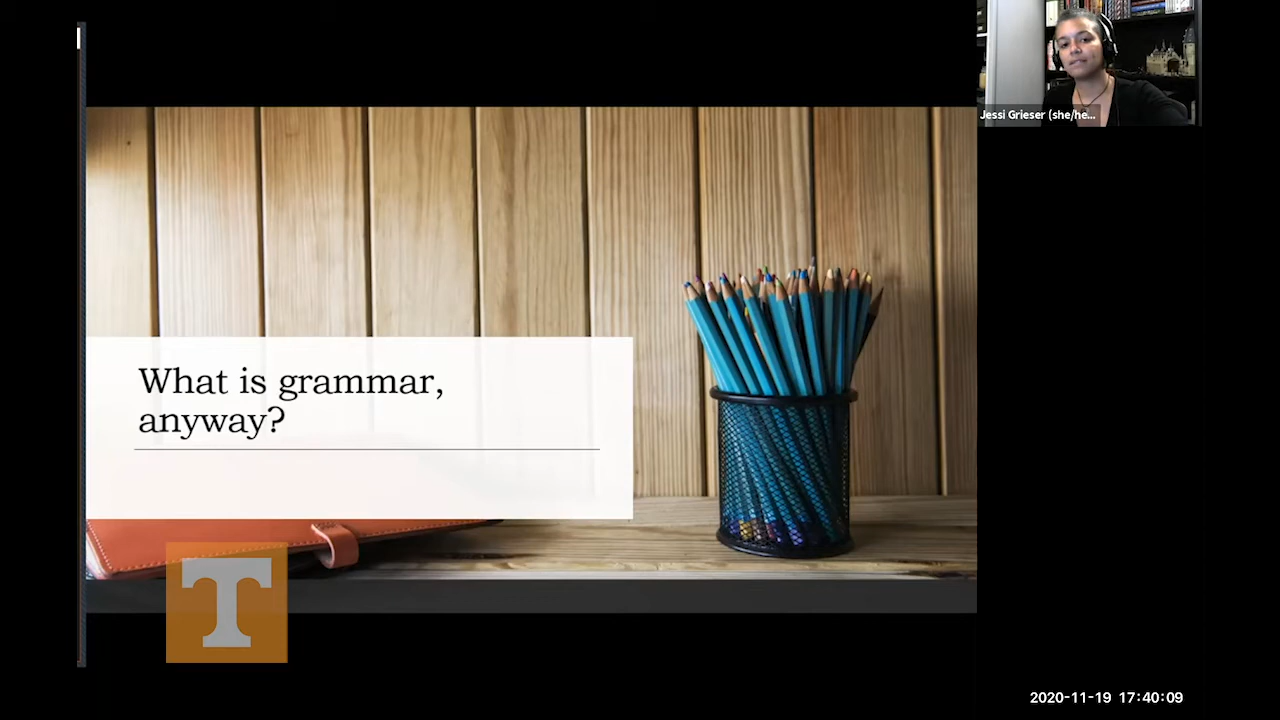 Jessi Grieser (she/he...
What is grammar,
anyway?
T
2020-11-19 17:40:09